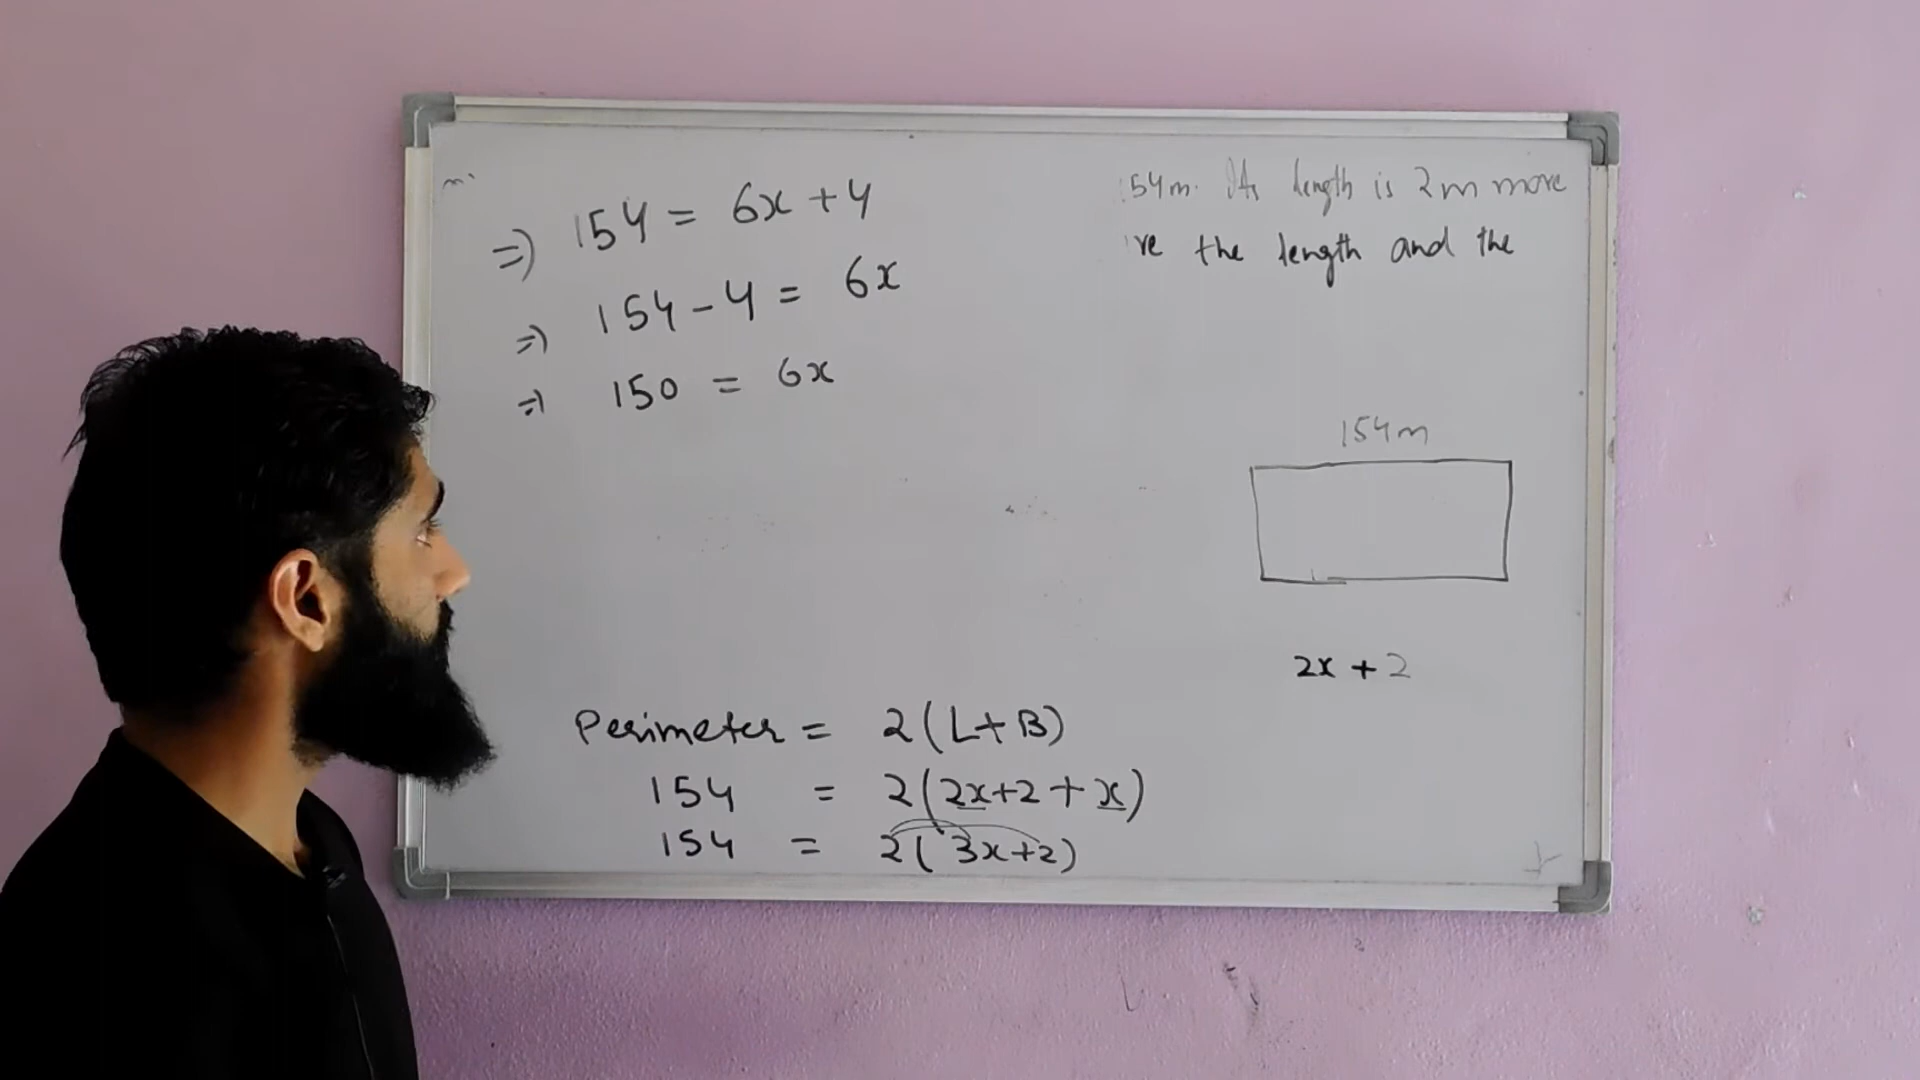 =) 154 = 6x + 4
=) 154 - 4 = 6x
=) 150 = 6x
54m. Its length is 2m more
re the length and the
154m
2x + 2
Perimeter = 2(L+B)
154 = 2(2x+2+x)
154 = 2(3x+2)